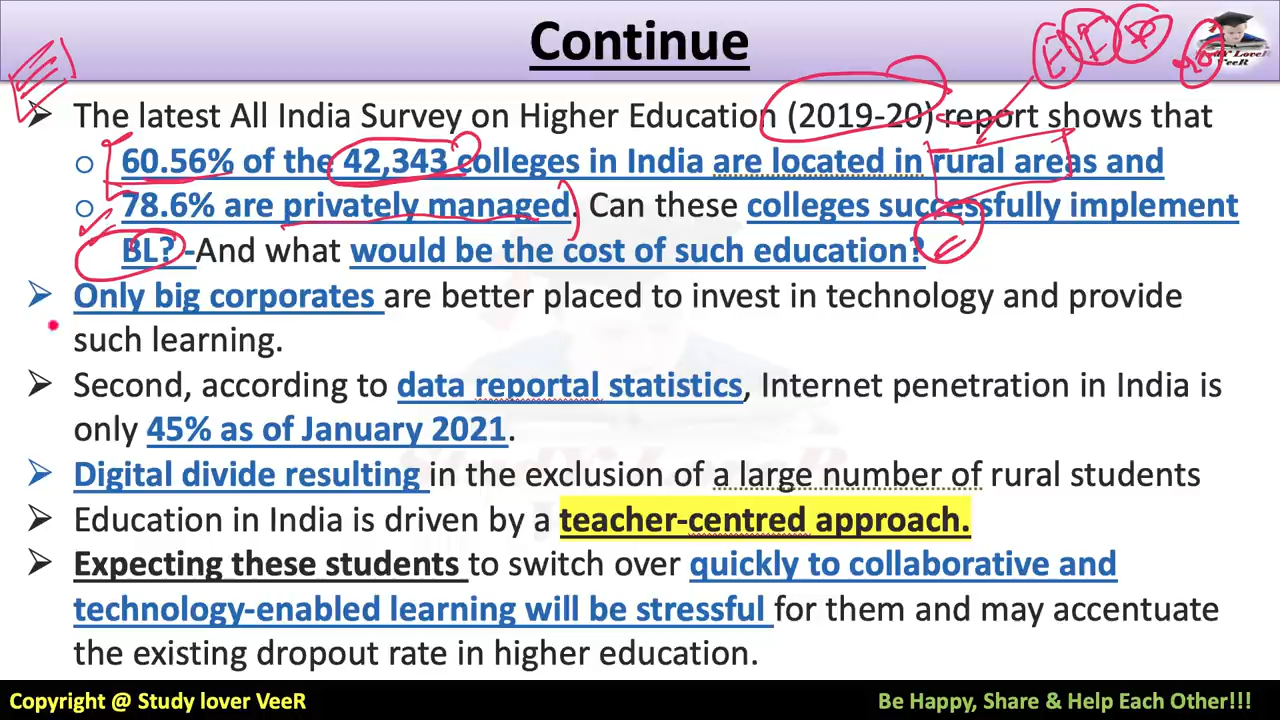 Continue
E I P
➢ The latest All India Survey on Higher Education (2019-20) report shows that
o 60.56% of the 42,343 colleges in India are located in rural areas and
o 78.6% are privately managed. Can these colleges successfully implement
BL? -And what would be the cost of such education?
➢ Only big corporates are better placed to invest in technology and provide
such learning.
➢ Second, according to data reportal statistics, Internet penetration in India is
only 45% as of January 2021.
➢ Digital divide resulting in the exclusion of a large number of rural students
➢ Education in India is driven by a teacher-centred approach.
➢ Expecting these students to switch over quickly to collaborative and
technology-enabled learning will be stressful for them and may accentuate
the existing dropout rate in higher education.
Copyright @ Study lover VeeR
Be Happy, Share & Help Each Other!!!